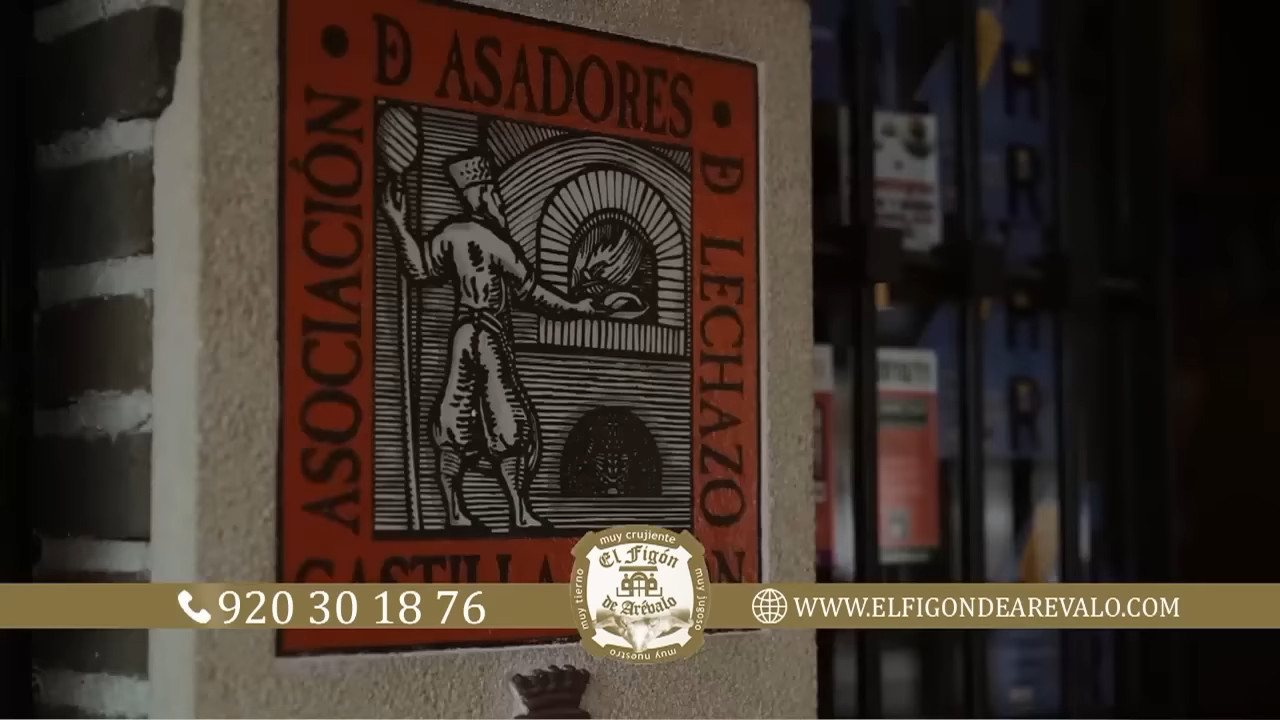 ASOCIACIÓN
Đ ASADORES
Đ LECHAZO
CASTILLA
920 30 18 76
muy crujiente
muy tierno
El Figón
de Arévalo
muy jugoso
muy nuestro
WWW.ELFIGONDEAREVALO.COM